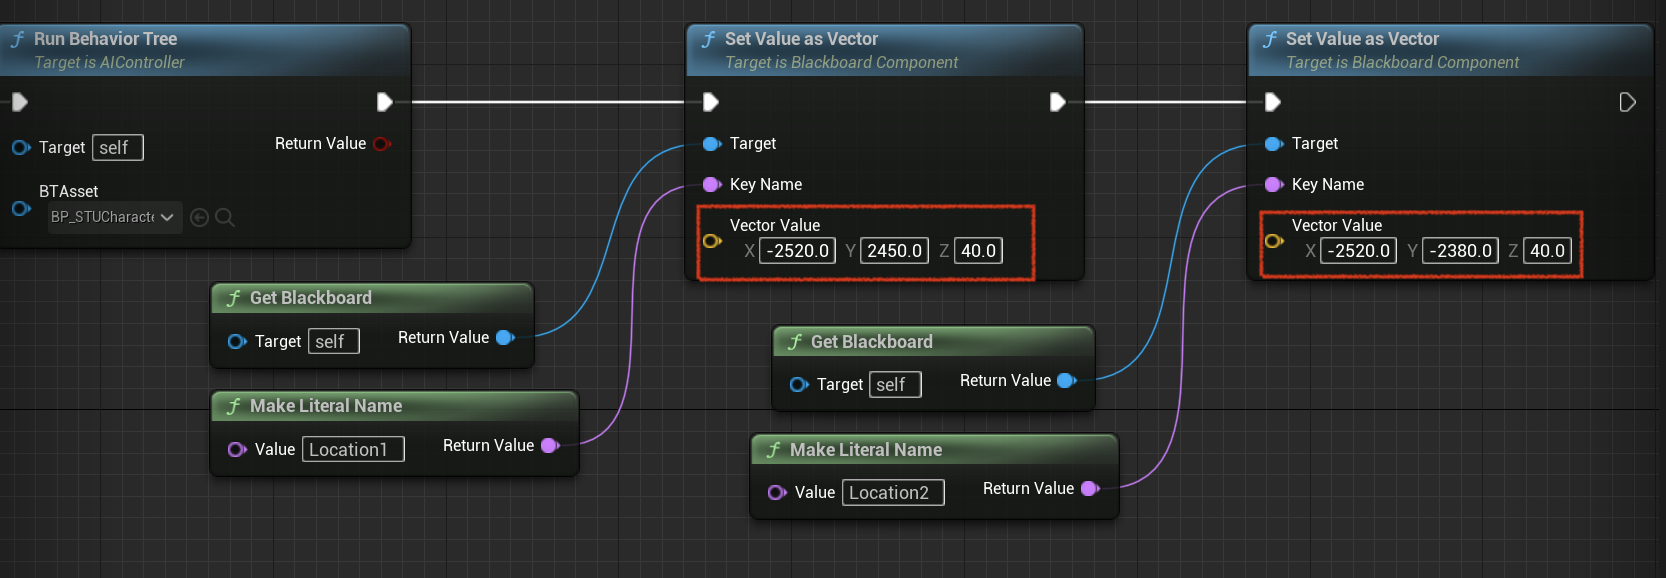 Run Behavior Tree
Target is AIController
Target self
Return Value
BTAsset
BP_STUCharacte
Set Value as Vector
Target is Blackboard Component
Target
Key Name
Vector Value
X -2520.0 Y 2450.0 Z 40.0
Set Value as Vector
Target is Blackboard Component
Target
Key Name
Vector Value
X -2520.0 Y -2380.0 Z 40.0
Get Blackboard
Target self
Return Value
Make Literal Name
Value Location1
Return Value
Get Blackboard
Target self
Return Value
Make Literal Name
Value Location2
Return Value